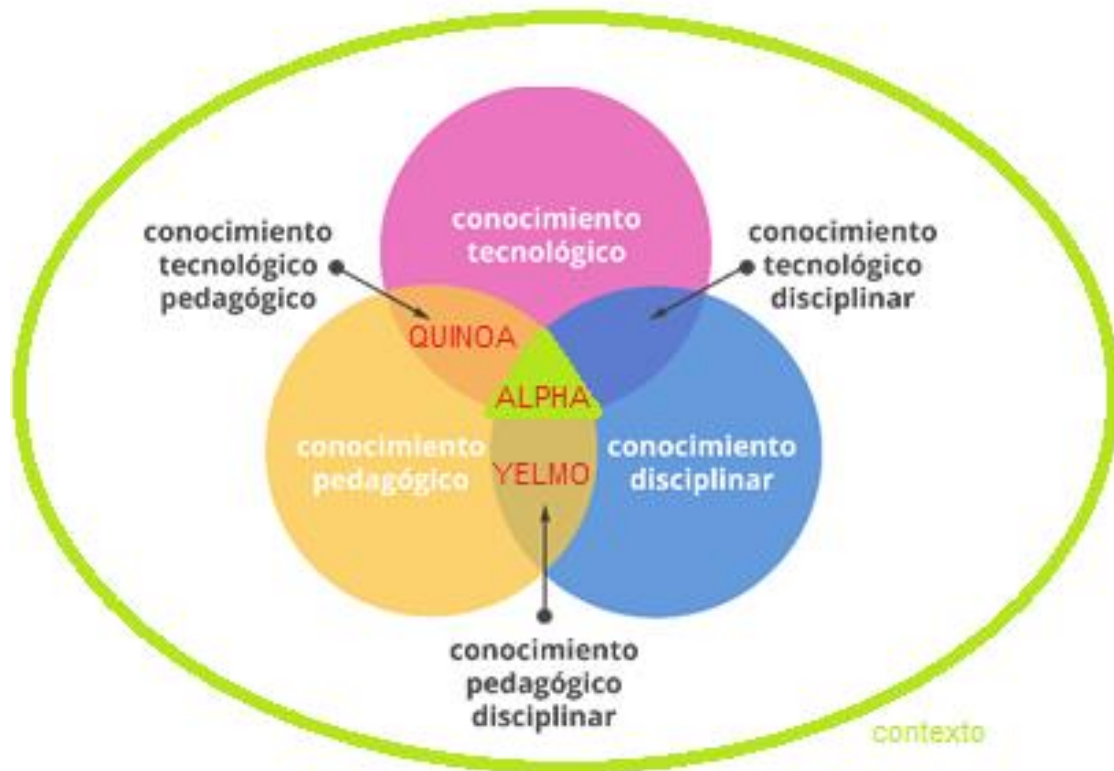 conocimiento
tecnológico
conocimiento
tecnológico
pedagógico
conocimiento
tecnológico
disciplinar
QUINOA
ALPHA
conocimiento
pedagógico
YELMO
conocimiento
disciplinar
conocimiento
pedagógico
disciplinar
contexto